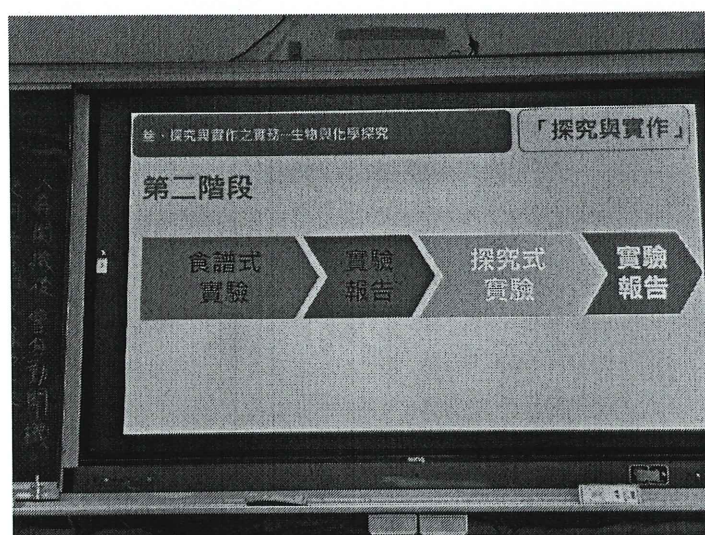 叁、探究與實作之實務--生物與化學探究
「探究與實作」
第二階段
食譜式
實驗
實驗
報告
探究式
實驗
實驗
報告